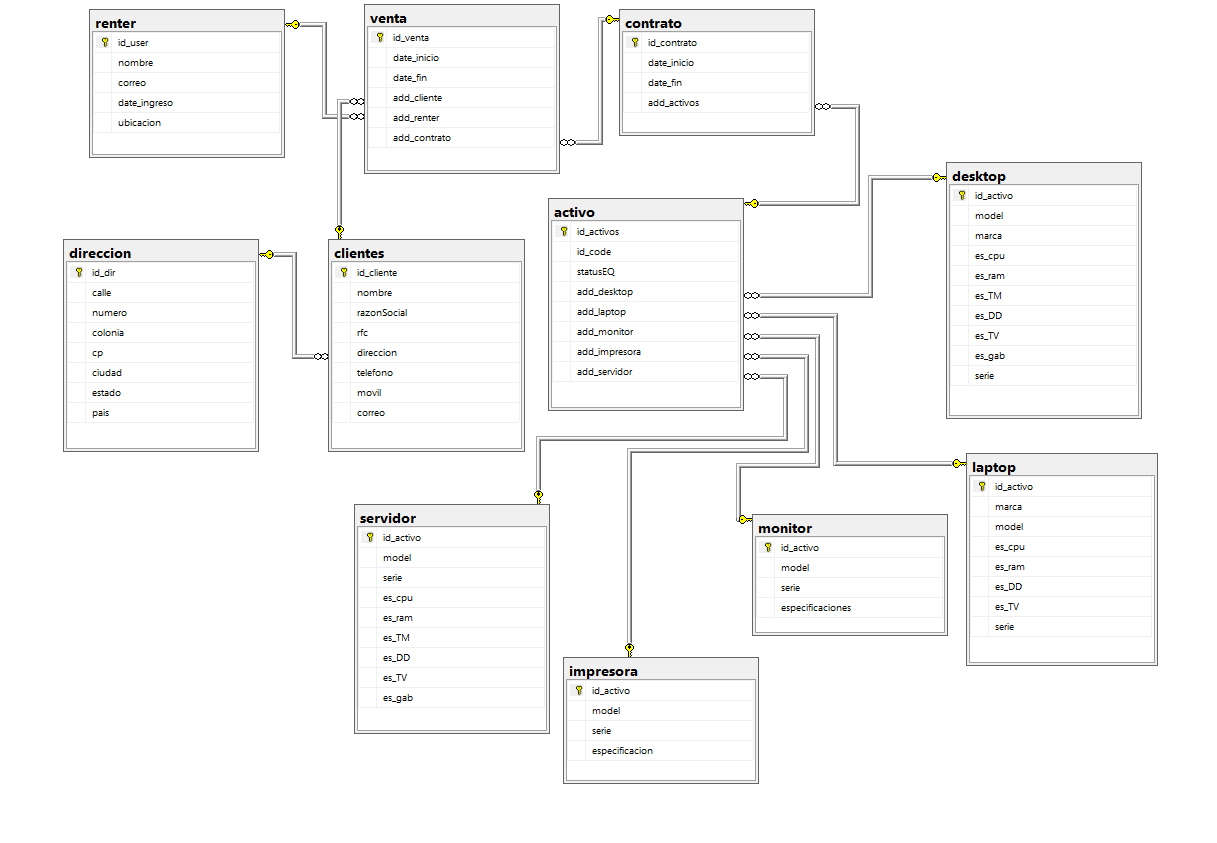 renter
id_user
nombre
correo
date_ingreso
ubicacion
venta
id_venta
date_inicio
date_fin
add_cliente
add_renter
add_contrato
contrato
id_contrato
date_inicio
date_fin
add_activos
direccion
id_dir
calle
numero
colonia
cp
ciudad
estado
pais
clientes
id_cliente
nombre
razonSocial
rfc
direccion
telefono
movil
correo
activo
id_activos
id_code
statusEQ
add_desktop
add_laptop
add_monitor
add_impresora
add_servidor
desktop
id_activo
model
marca
es_cpu
es_ram
es_TM
es_DD
es_TV
es_gab
serie
servidor
id_activo
model
serie
es_cpu
es_ram
es_TM
es_DD
es_TV
es_gab
impresora
id_activo
model
serie
especificacion
monitor
id_activo
model
serie
especificaciones
laptop
id_activo
marca
model
es_cpu
es_ram
es_DD
es_TV
serie